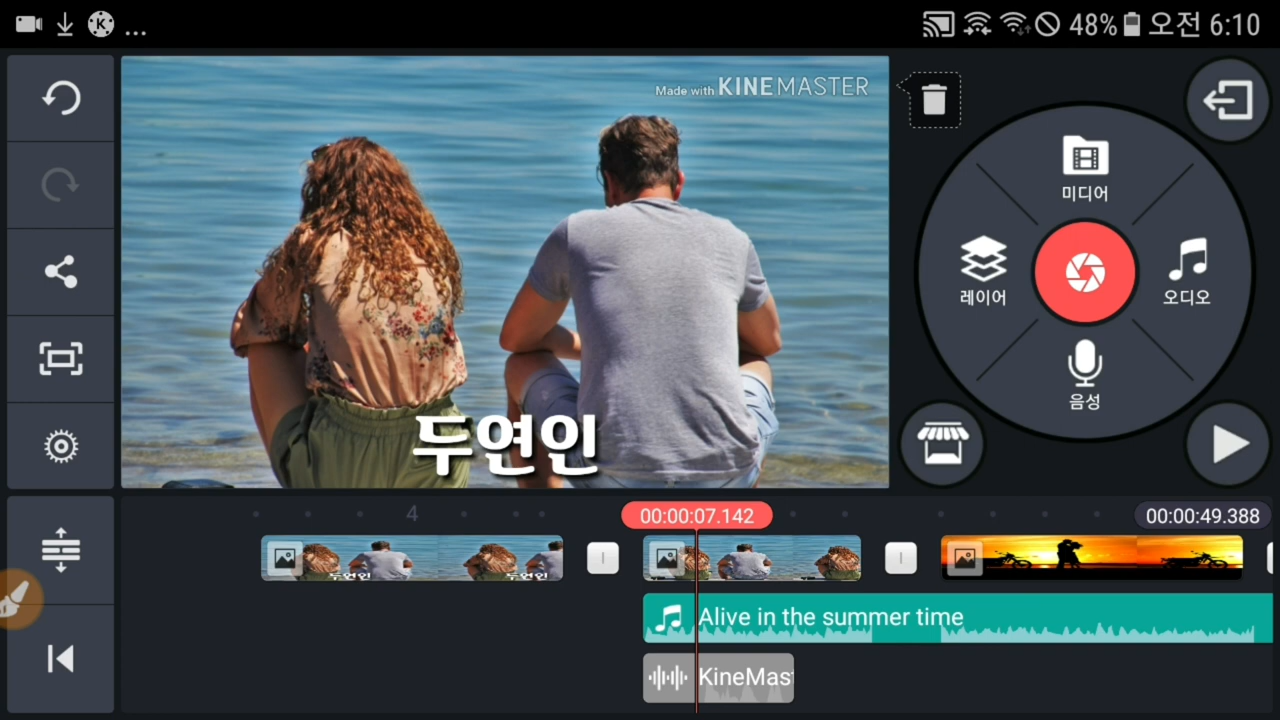 ... 48% 오전 6:10
Made with KINEMASTER
미디어
레이어
오디오
음성
두연인
4
00:00:07.142
00:00:49.388
두연인 두연인
Alive in the summer time
KineMas